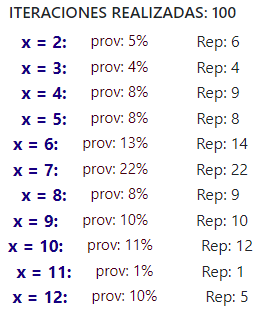 ITERACIONES REALIZADAS: 100
x = 2: prov: 5% Rep: 6
x = 3: prov: 4% Rep: 4
x = 4: prov: 8% Rep: 9
x = 5: prov: 8% Rep: 8
x = 6: prov: 13% Rep: 14
x = 7: prov: 22% Rep: 22
x = 8: prov: 8% Rep: 9
x = 9: prov: 10% Rep: 10
x = 10: prov: 11% Rep: 12
x = 11: prov: 1% Rep: 1
x = 12: prov: 10% Rep: 5